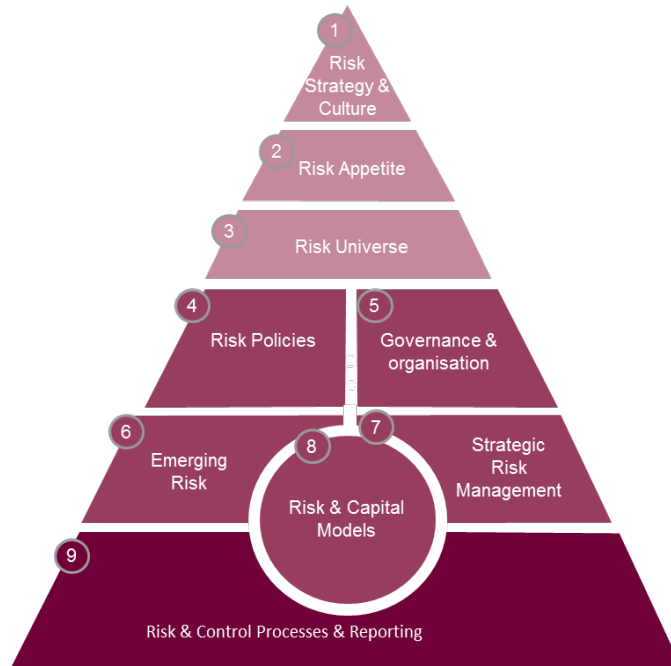 1
Risk
Strategy &
Culture
2
Risk Appetite
3
Risk Universe
4
Risk Policies
5
Governance &
organisation
6
Emerging
Risk
7
Strategic
Risk
Management
8
Risk & Capital
Models
9
Risk & Control Processes & Reporting